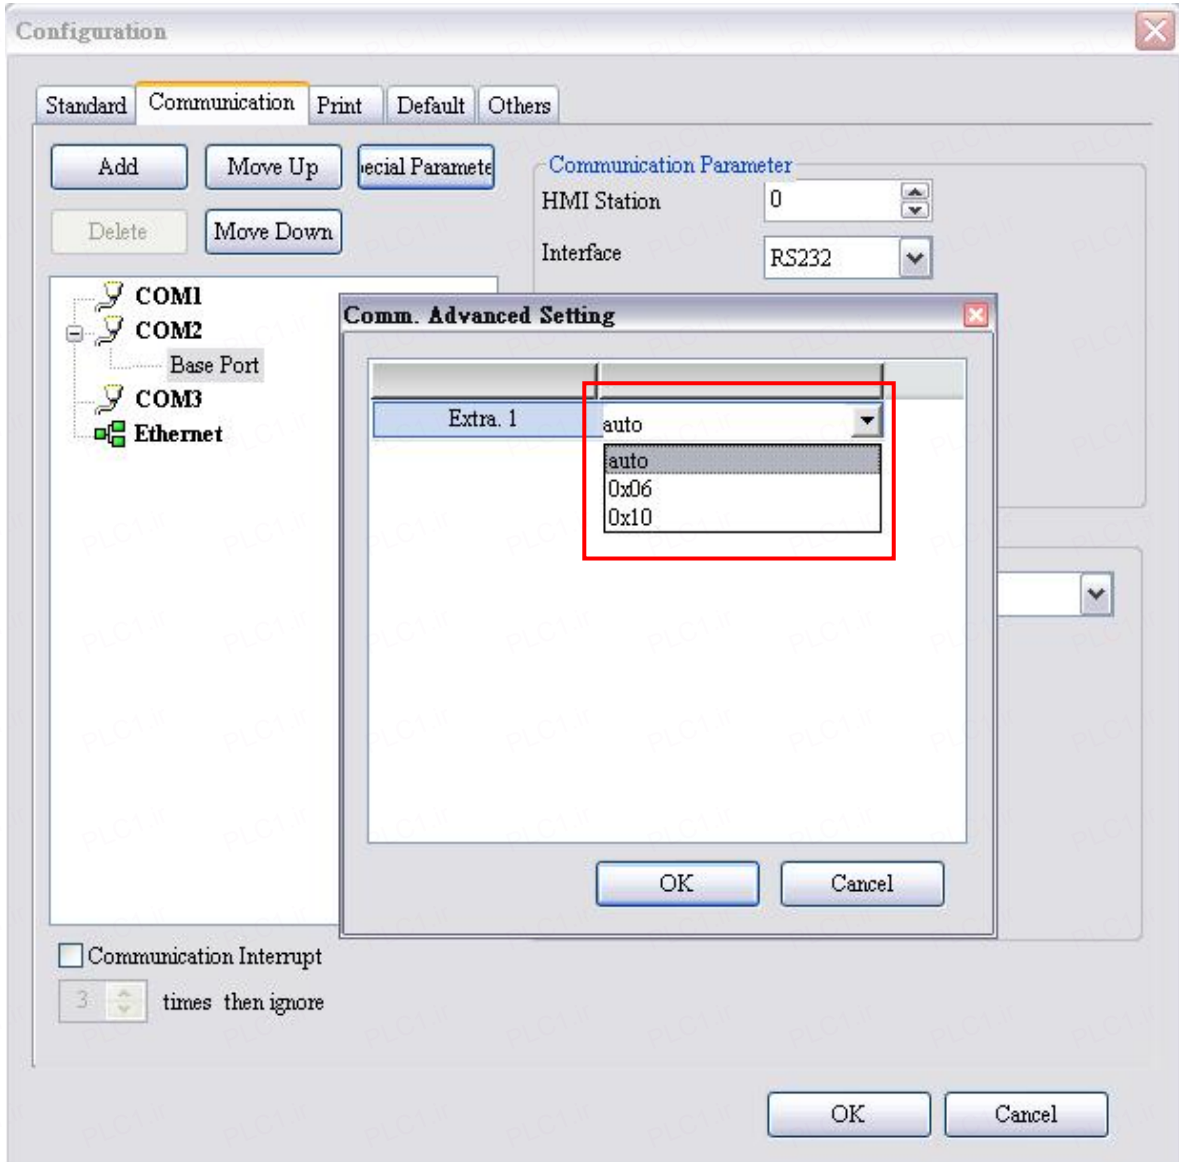 Configuration
Standard Communication Print Default Others
Add Move Up ecial Paramete
Delete Move Down
Communication Parameter
HMI Station 0
Interface RS232
COM1
COM2
Base Port
COM3
Ethernet
Comm. Advanced Setting
Extra. 1 auto
auto
0x06
0x10
OK Cancel
Communication Interrupt
3 times then ignore
OK Cancel
PLC1.ir